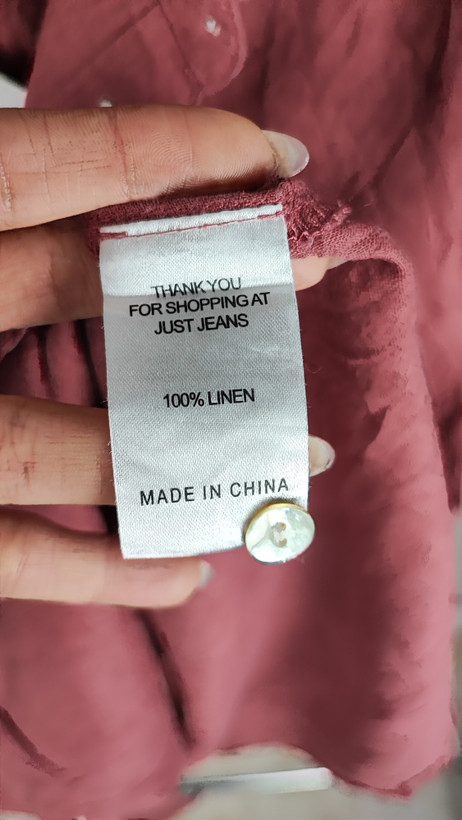 THANK YOU
FOR SHOPPING AT
JUST JEANS
100% LINEN
MADE IN CHINA